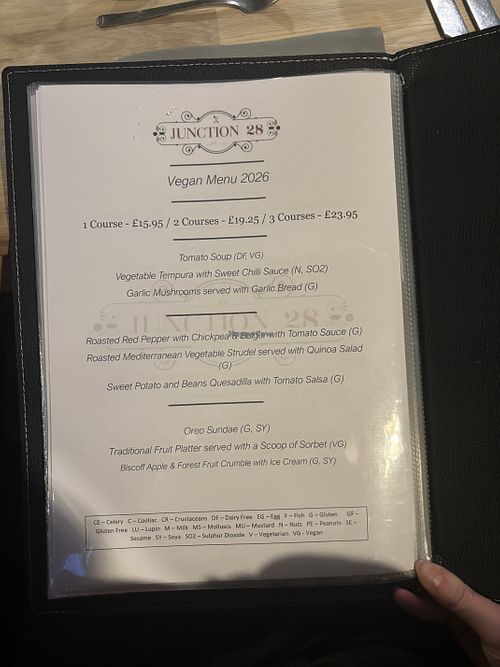 JUNCTION 28
Vegan Menu 2026
1 Course - £15.95 / 2 Courses - £19.25 / 3 Courses - £23.95
Tomato Soup (DF, VG)
Vegetable Tempura with Sweet Chilli Sauce (N, SO2)
Garlic Mushrooms served with Garlic Bread (G)
JUNCTION 28
Roasted Red Pepper with Chickpea & Bulgur with Tomato Sauce (G)
Roasted Mediterranean Vegetable Strudel served with Quinoa Salad
(G)
Sweet Potato and Beans Quesadilla with Tomato Salsa (G)
Oreo Sundae (G, SY)
Traditional Fruit Platter served with a Scoop of Sorbet (VG)
Biscoff Apple & Forest Fruit Crumble with Ice Cream (G, SY)
CE – Celery C – Coeliac CR – Crustaceans DF – Dairy Free EG – Egg F – Fish G – Gluten GF –
Gluten Free LU – Lupin M – Milk MS – Molluscs MU – Mustard N – Nuts PE – Peanuts SE –
Sesame SY – Soya SO2 – Sulphur Dioxide V – Vegetarian VG - Vegan